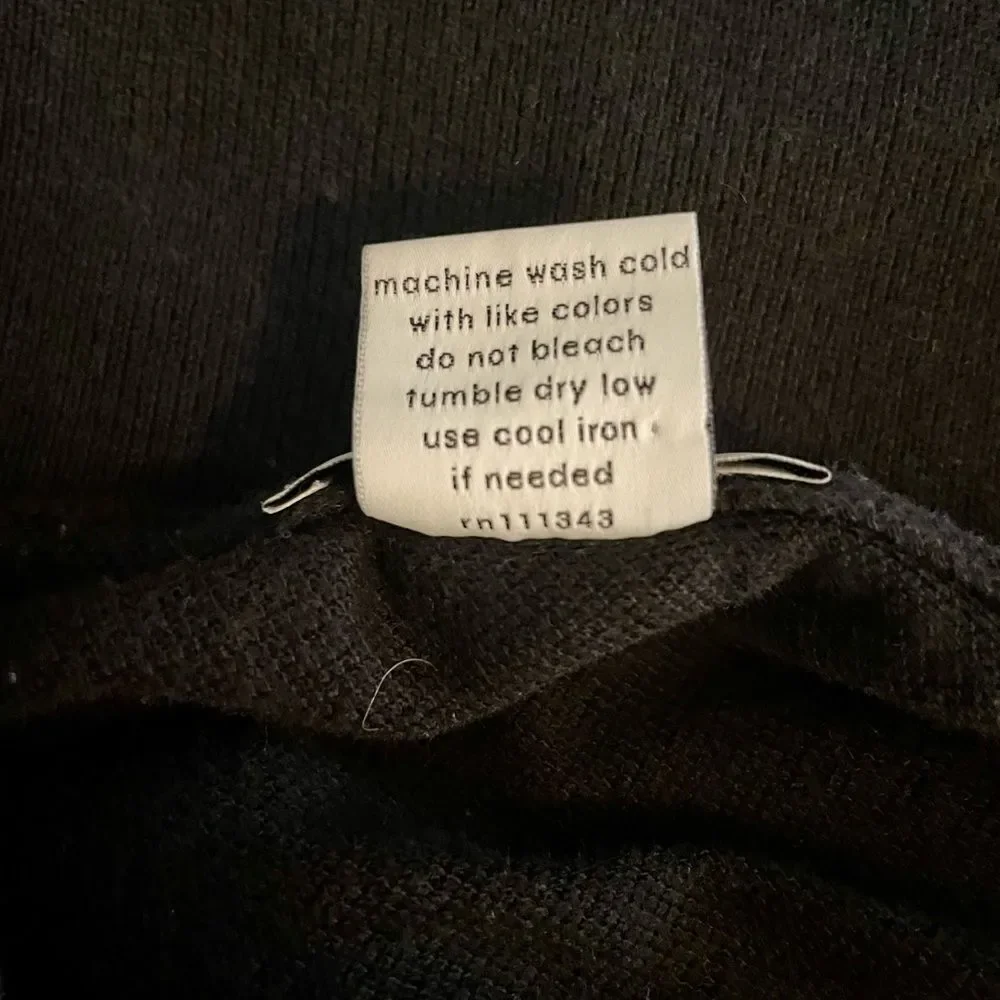 machine wash cold
with like colors
do not bleach
tumble dry low
use cool iron
if needed
rn111343